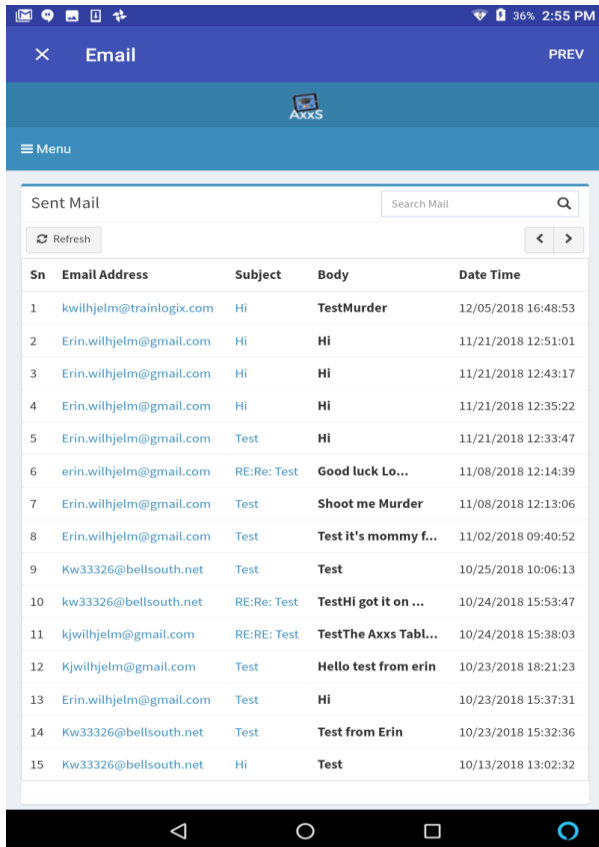 36% 2:55 PM
× Email PREV
AxxS
Menu
Sent Mail Search Mail
Refresh < >
Sn Email Address Subject Body Date Time
1 kwilhjelm@trainlogix.com Hi TestMurder 12/05/2018 16:48:53
2 Erin.wilhjelm@gmail.com Hi Hi 11/21/2018 12:51:01
3 Erin.wilhjelm@gmail.com Hi Hi 11/21/2018 12:43:17
4 Erin.wilhjelm@gmail.com Hi Hi 11/21/2018 12:35:22
5 Erin.wilhjelm@gmail.com Test Hi 11/21/2018 12:33:47
6 erin.wilhjelm@gmail.com RE:Re: Test Good luck Lo... 11/08/2018 12:14:39
7 Erin.wilhjelm@gmail.com Test Shoot me Murder 11/08/2018 12:13:06
8 Erin.wilhjelm@gmail.com Test Test it's mommy f... 11/02/2018 09:40:52
9 Kw33326@bellsouth.net Test Test 10/25/2018 10:06:13
10 kw33326@bellsouth.net RE:Re: Test TestHi got it on ... 10/24/2018 15:53:47
11 kjwilhjelm@gmail.com RE:RE: Test TestThe Axxs Tabl... 10/24/2018 15:38:03
12 Kjwilhjelm@gmail.com Test Hello test from erin 10/23/2018 18:21:23
13 Erin.wilhjelm@gmail.com Test Hi 10/23/2018 15:37:31
14 Kw33326@bellsouth.net Test Test from Erin 10/23/2018 15:32:36
15 Kw33326@bellsouth.net Hi Test 10/13/2018 13:02:32